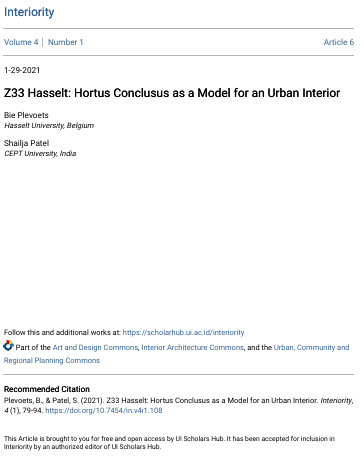 Interiority
Volume 4 | Number 1 Article 6
1-29-2021
Z33 Hasselt: Hortus Conclusus as a Model for an Urban Interior
Bie Plevoets
Hasselt University, Belgium
Shailja Patel
CEPT University, India
Follow this and additional works at: https://scholarhub.ui.ac.id/interiority
Part of the Art and Design Commons, Interior Architecture Commons, and the Urban, Community and
Regional Planning Commons
Recommended Citation
Plevoets, B., & Patel, S. (2021). Z33 Hasselt: Hortus Conclusus as a Model for an Urban Interior. Interiority,
4(1), 79-94. https://doi.org/10.7454/in.v4i1.108
This Article is brought to you for free and open access by UI Scholars Hub. It has been accepted for inclusion in
Interiority by an authorized editor of UI Scholars Hub.